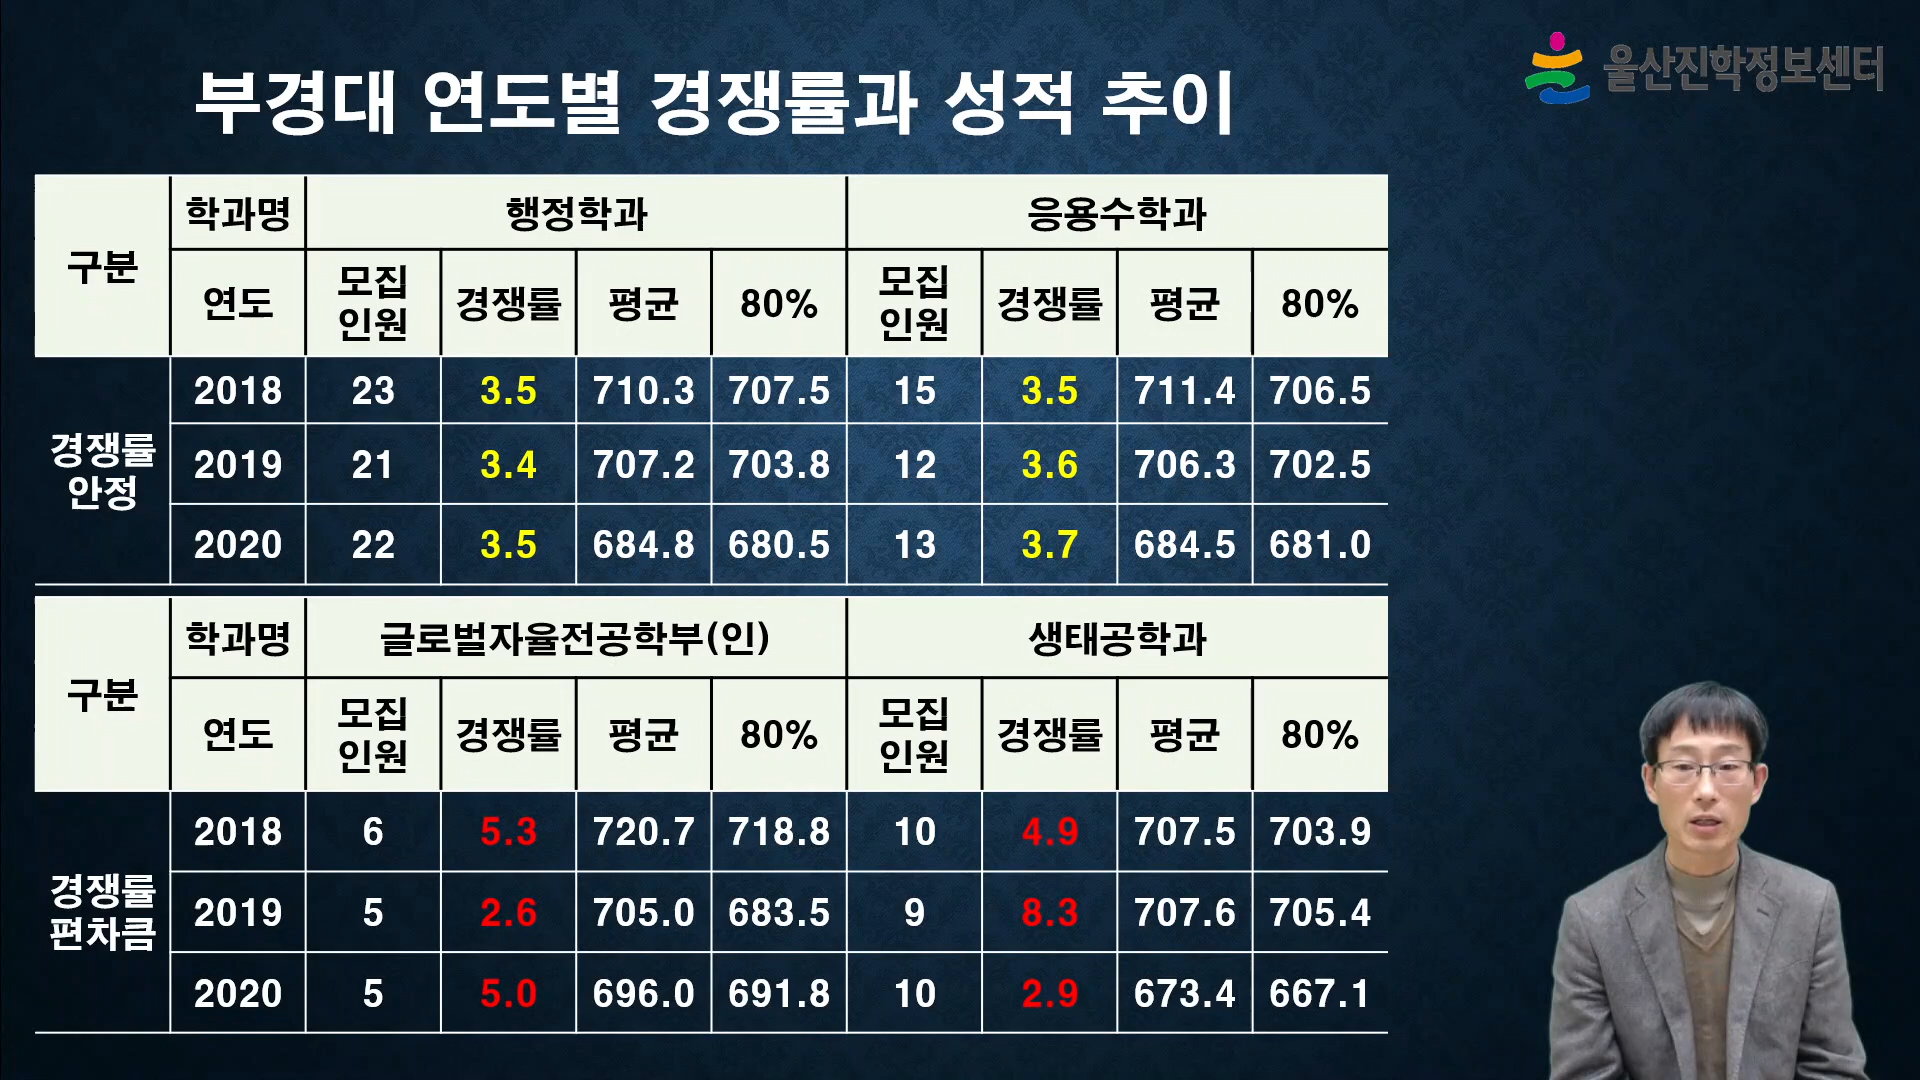 부경대 연도별 경쟁률과 성적 추이
울산진학정보센터
구분 학과명 행정학과 응용수학과
연도 모집인원 경쟁률 평균 80% 모집인원 경쟁률 평균 80%
경쟁률안정
2018 23 3.5 710.3 707.5 15 3.5 711.4 706.5
2019 21 3.4 707.2 703.8 12 3.6 706.3 702.5
2020 22 3.5 684.8 680.5 13 3.7 684.5 681.0
구분 학과명 글로벌자율전공학부(인) 생태공학과
연도 모집인원 경쟁률 평균 80% 모집인원 경쟁률 평균 80%
경쟁률편차큼
2018 6 5.3 720.7 718.8 10 4.9 707.5 703.9
2019 5 2.6 705.0 683.5 9 8.3 707.6 705.4
2020 5 5.0 696.0 691.8 10 2.9 673.4 667.1